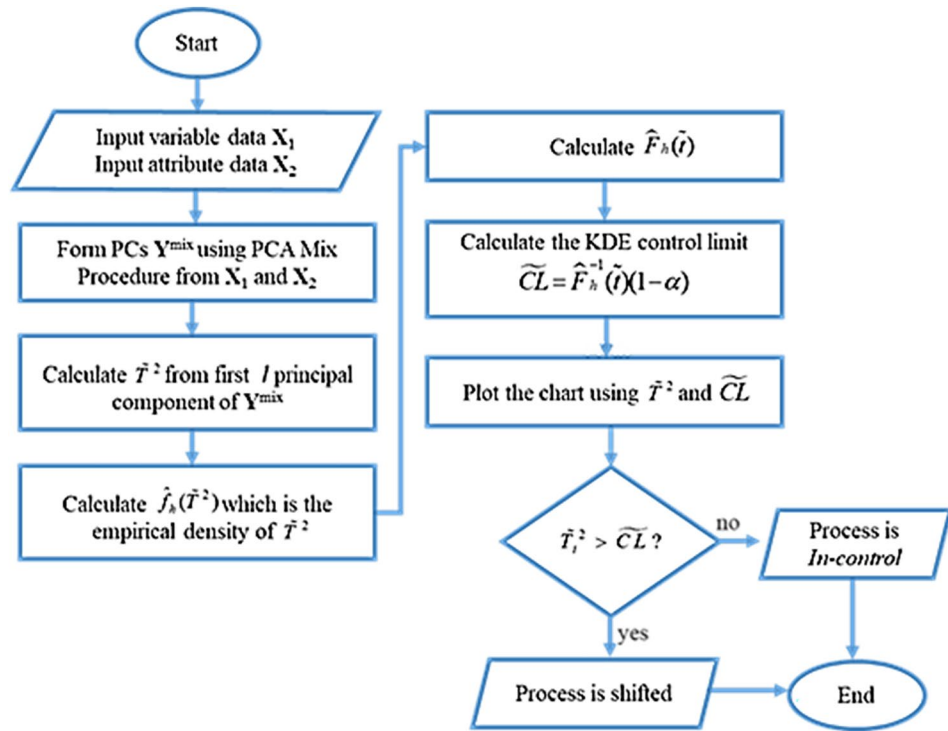 Start
Input variable data X₁
Input attribute data X₂
Form PCs Yᵐⁱˣ using PCA Mix
Procedure from X₁ and X₂
Calculate T̃ ² from first l principal
component of Yᵐⁱˣ
Calculate f̂ₕ(T̃ ²) which is the
empirical density of T̃ ²
Calculate F̂ₕ(t̃)
Calculate the KDE control limit
C͠L = F̂ₕ⁻¹(t̃)(1−α)
Plot the chart using T̃ ² and C͠L
T̃ᵢ² > C͠L ?
no
Process is
In-control
yes
Process is shifted
End